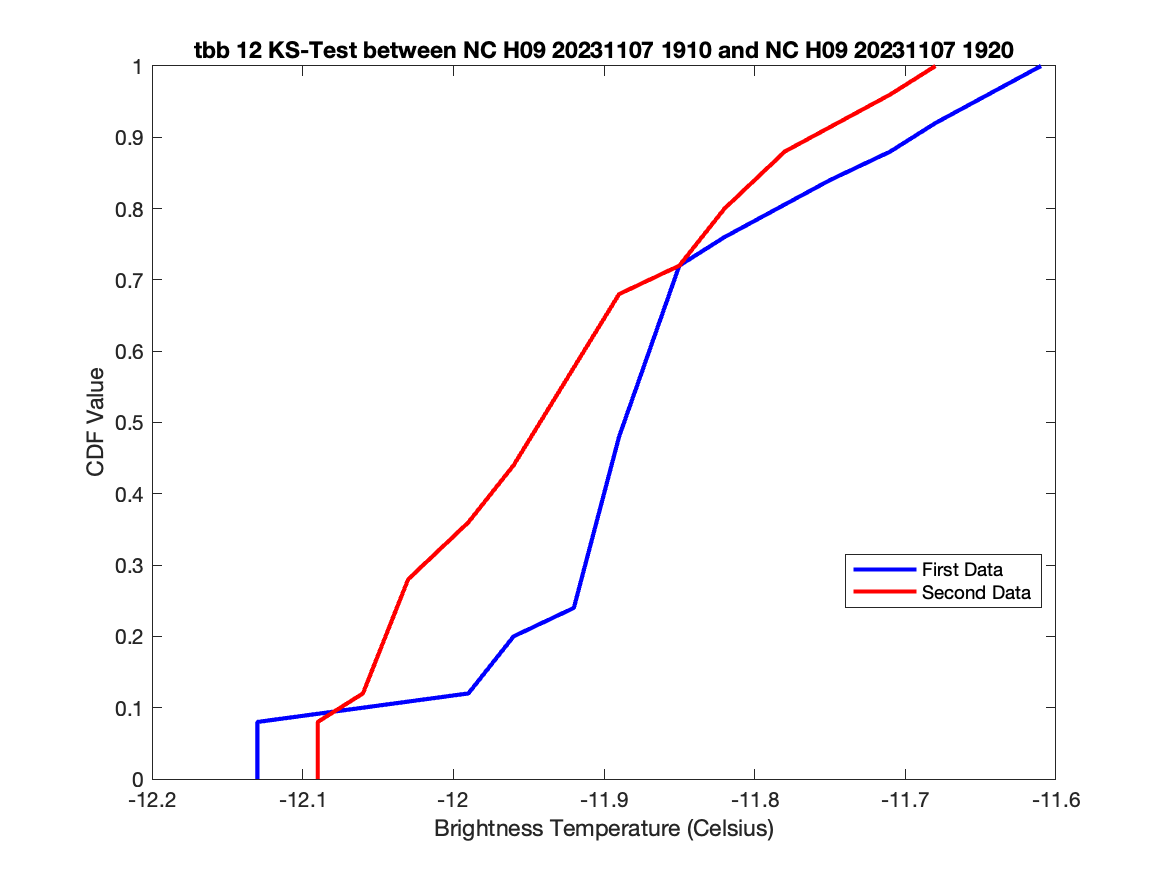 tbb 12 KS-Test between NC H09 20231107 1910 and NC H09 20231107 1920
1
0.9
0.8
0.7
0.6
0.5
0.4
0.3
0.2
0.1
0
CDF Value
First Data
Second Data
-12.2 -12.1 -12 -11.9 -11.8 -11.7 -11.6
Brightness Temperature (Celsius)